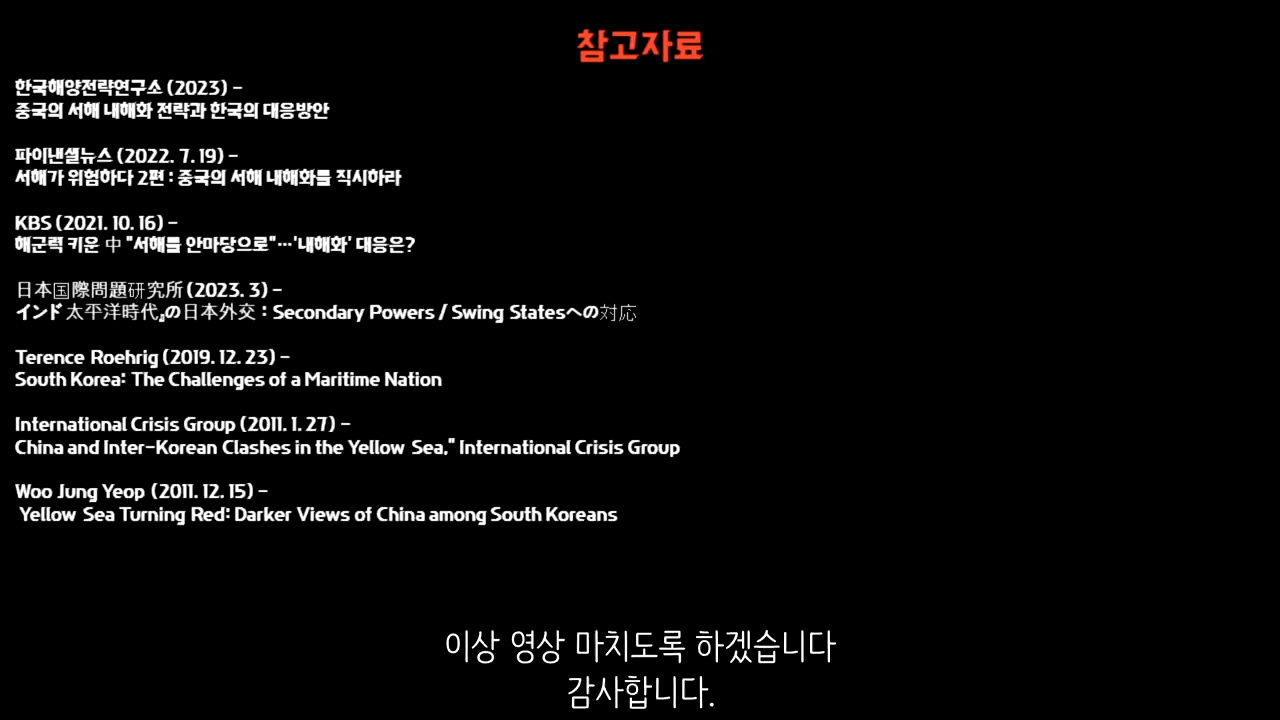 참고자료
한국해양전략연구소 (2023) -
중국의 서해 내해화 전략과 한국의 대응방안
파이낸셜뉴스 (2022. 7. 19) -
서해가 위험하다 2편 : 중국의 서해 내해화를 직시하라
KBS (2021. 10. 16) -
해군력 키운 中 "서해를 안마당으로"…'내해화' 대응은?
日本国際問題研究所 (2023. 3) -
インド太平洋時代』の日本外交 : Secondary Powers / Swing Statesへの対応
Terence Roehrig (2019. 12. 23) -
South Korea: The Challenges of a Maritime Nation
International Crisis Group (2011. 1. 27) -
China and Inter-Korean Clashes in the Yellow Sea," International Crisis Group
Woo Jung Yeop (2011. 12. 15) -
Yellow Sea Turning Red: Darker Views of China among South Koreans
이상 영상 마치도록 하겠습니다
감사합니다.